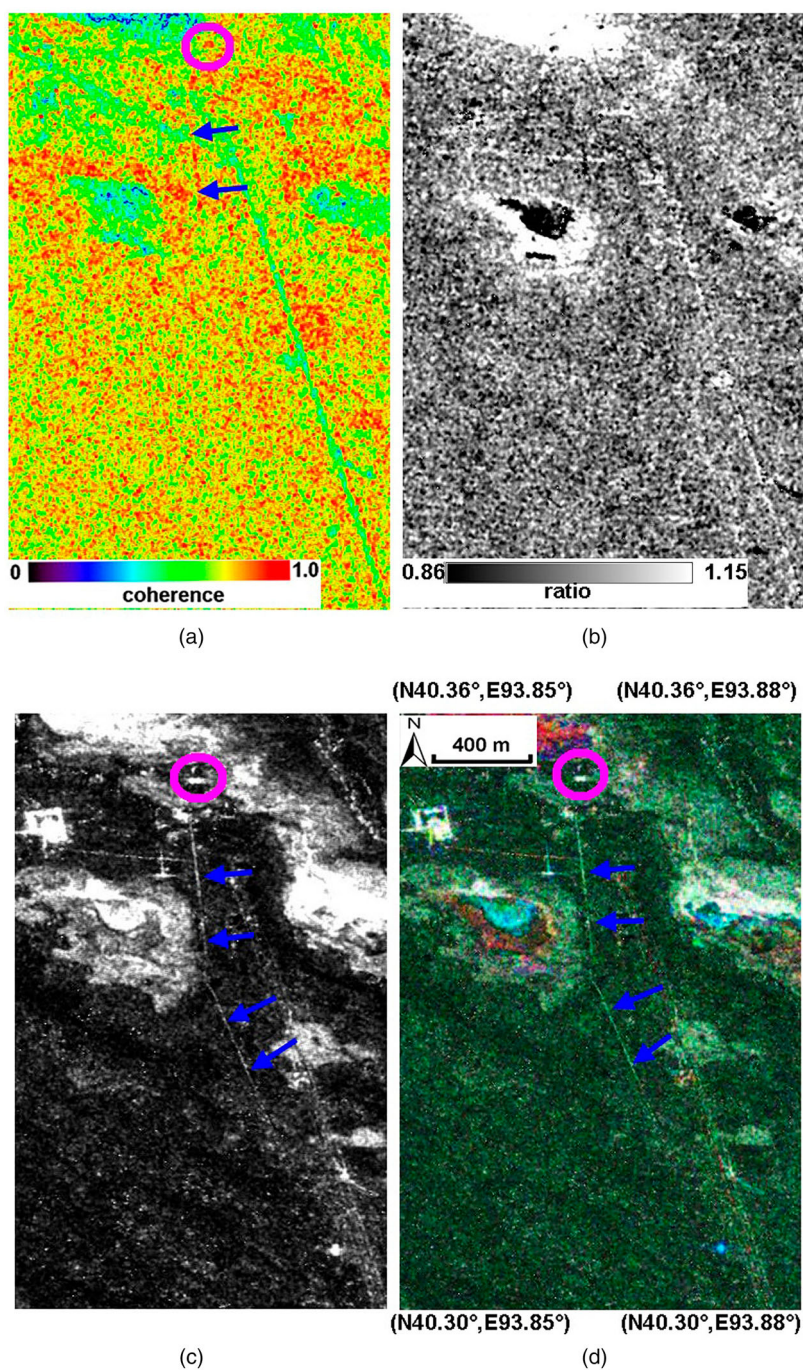 0
1.0
coherence
0.86
1.15
ratio
(a)
(b)
(N40.36°,E93.85°)
(N40.36°,E93.88°)
N
400 m
(N40.30°,E93.85°)
(N40.30°,E93.88°)
(c)
(d)